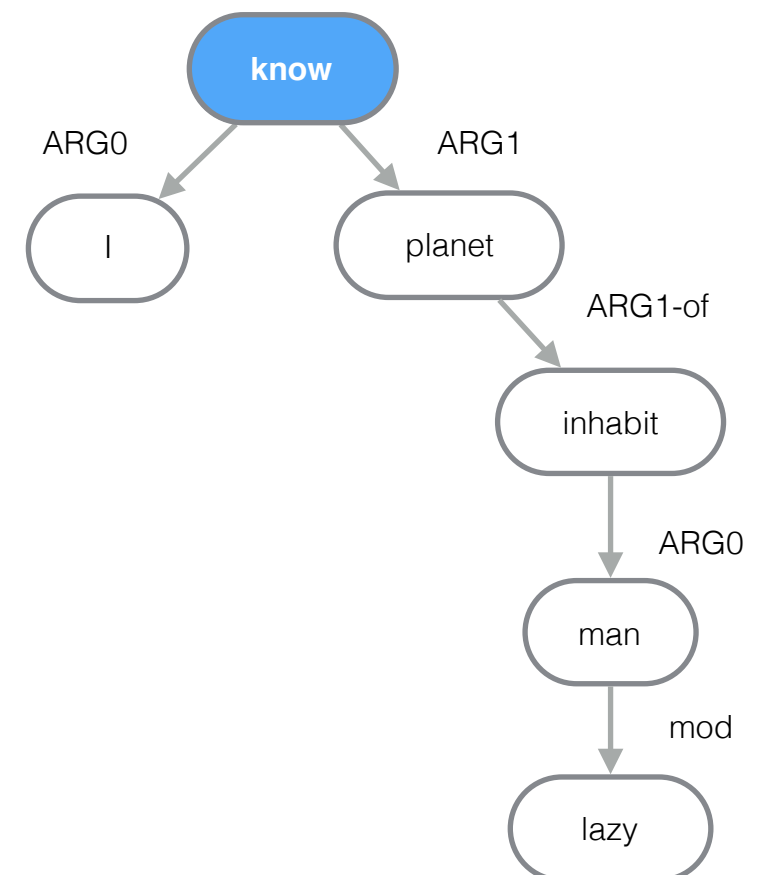 know
ARG0
ARG1
I
planet
ARG1-of
inhabit
ARG0
man
mod
lazy